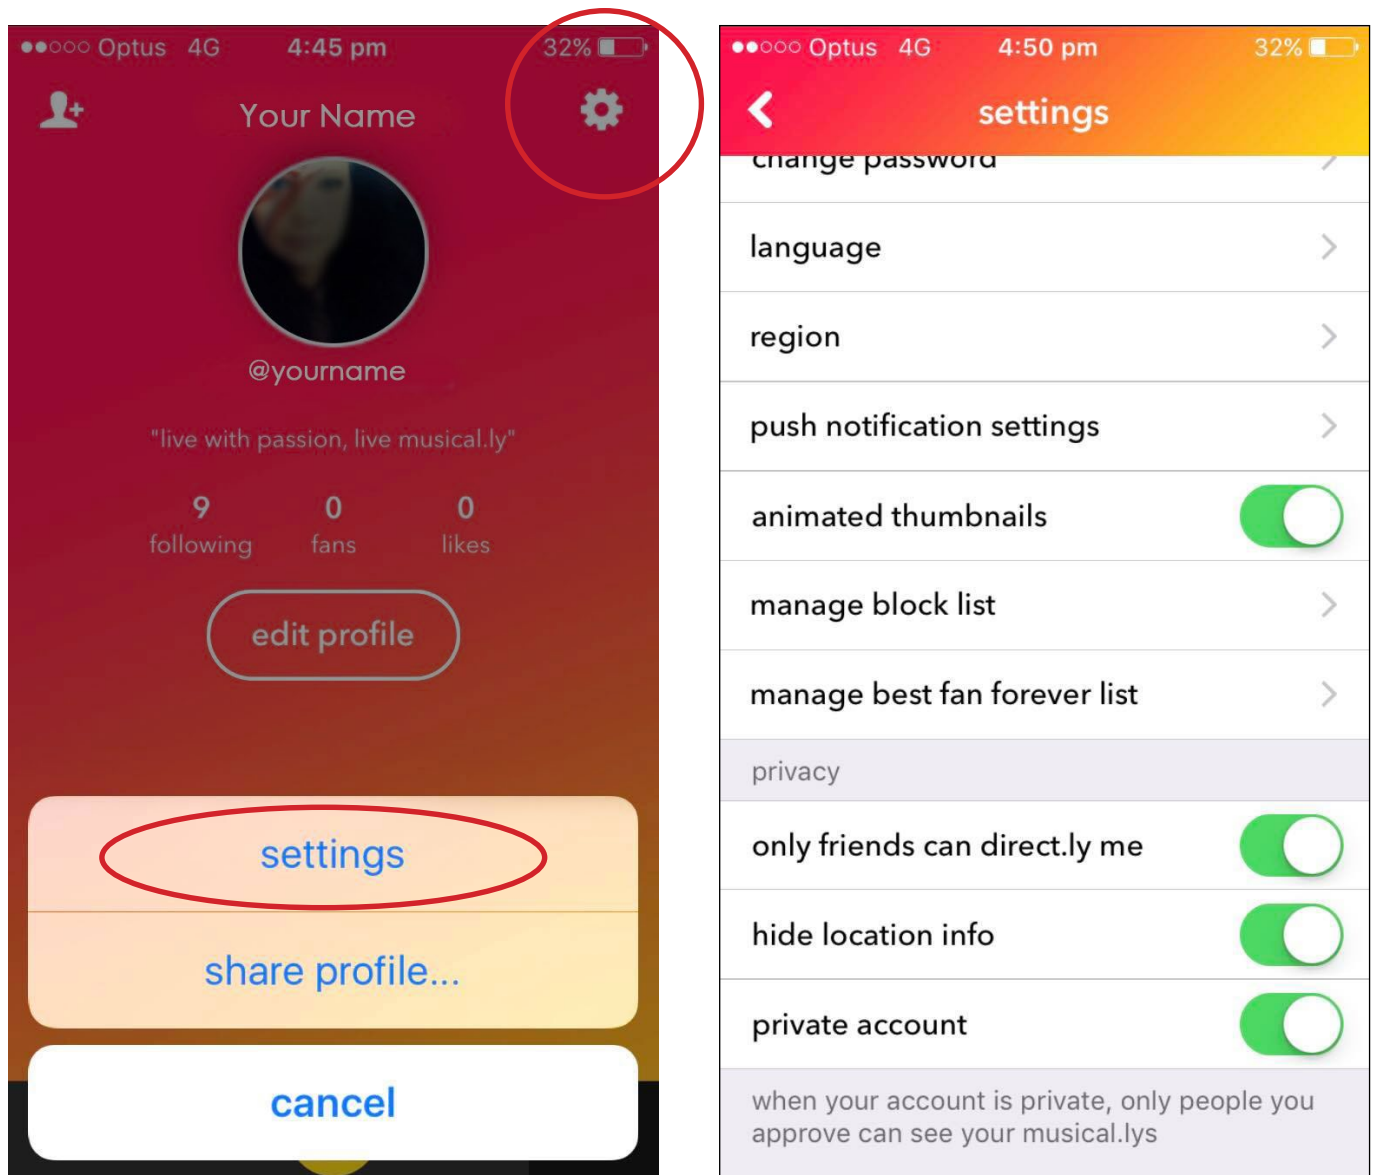 Optus 4G 4:45 pm 32%
Your Name
@yourname
"live with passion, live musical.ly"
9 0 0
following fans likes
edit profile
settings
share profile...
cancel
Optus 4G 4:50 pm 32%
settings
change password
language
region
push notification settings
animated thumbnails
manage block list
manage best fan forever list
privacy
only friends can direct.ly me
hide location info
private account
when your account is private, only people you
approve can see your musical.lys